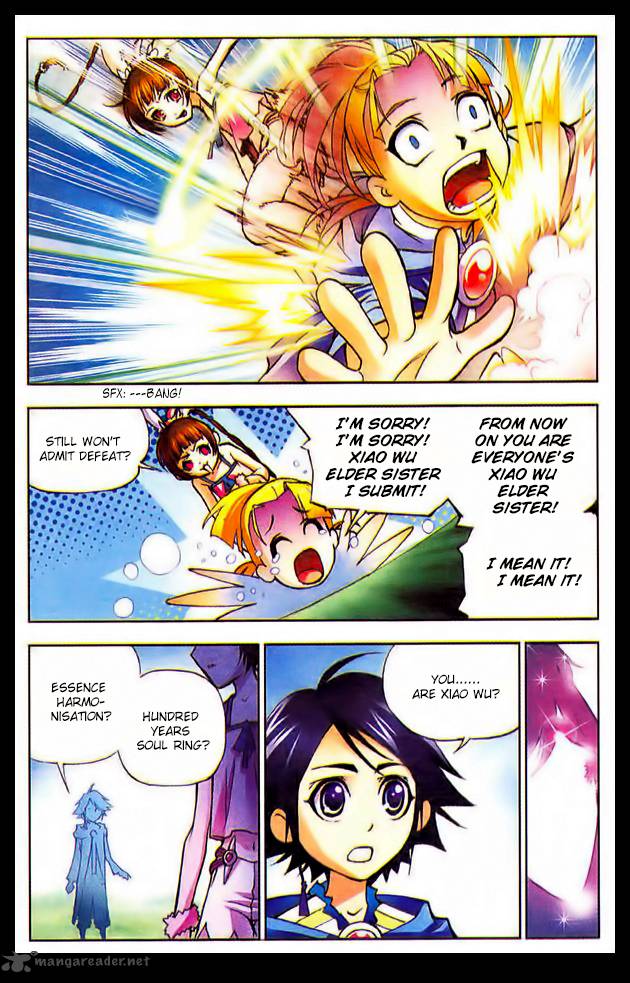 SFX: ---BANG!
STILL WON'T
ADMIT DEFEAT?
I'M SORRY!
I'M SORRY!
XIAO WU
ELDER SISTER
I SUBMIT!
FROM NOW
ON YOU ARE
EVERYONE'S
XIAO WU
ELDER
SISTER!
I MEAN IT!
I MEAN IT!
ESSENCE
HARMO-
NISATION?
HUNDRED
YEARS
SOUL RING?
YOU......
ARE XIAO WU?
mangareader.net